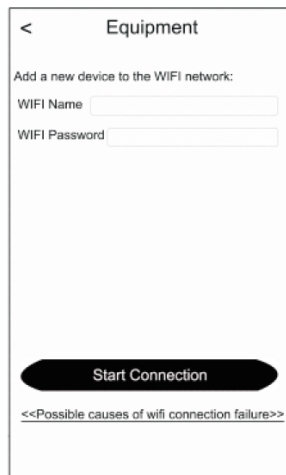 < Equipment
Add a new device to the WIFI network:
WIFI Name
WIFI Password
Start Connection
<<Possible causes of wifi connection failure>>